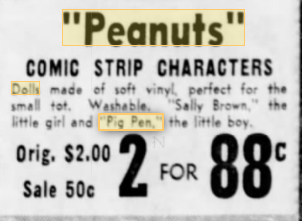 "Peanuts"
COMIC STRIP CHARACTERS
Dolls made of soft vinyl, perfect for the
small tot. Washable. "Sally Brown," the
little girl and "Pig Pen," the little boy.
Orig. $2.00
Sale 50c
2 FOR 88c